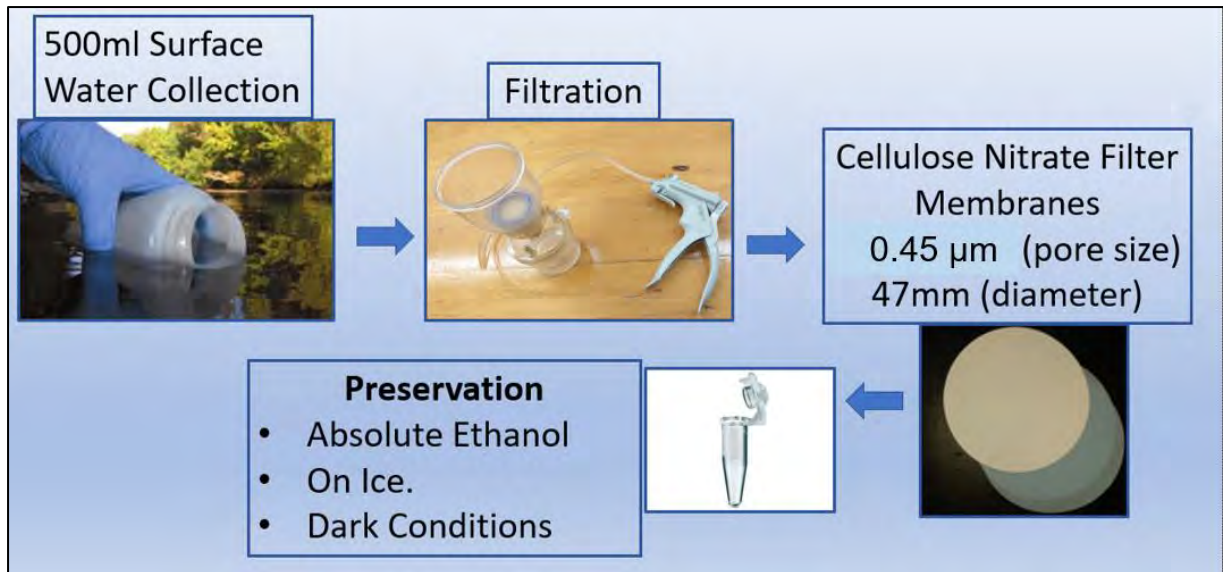 500ml Surface
Water Collection
Filtration
Cellulose Nitrate Filter
Membranes
0.45 µm (pore size)
47mm (diameter)
Preservation
• Absolute Ethanol
• On Ice.
• Dark Conditions